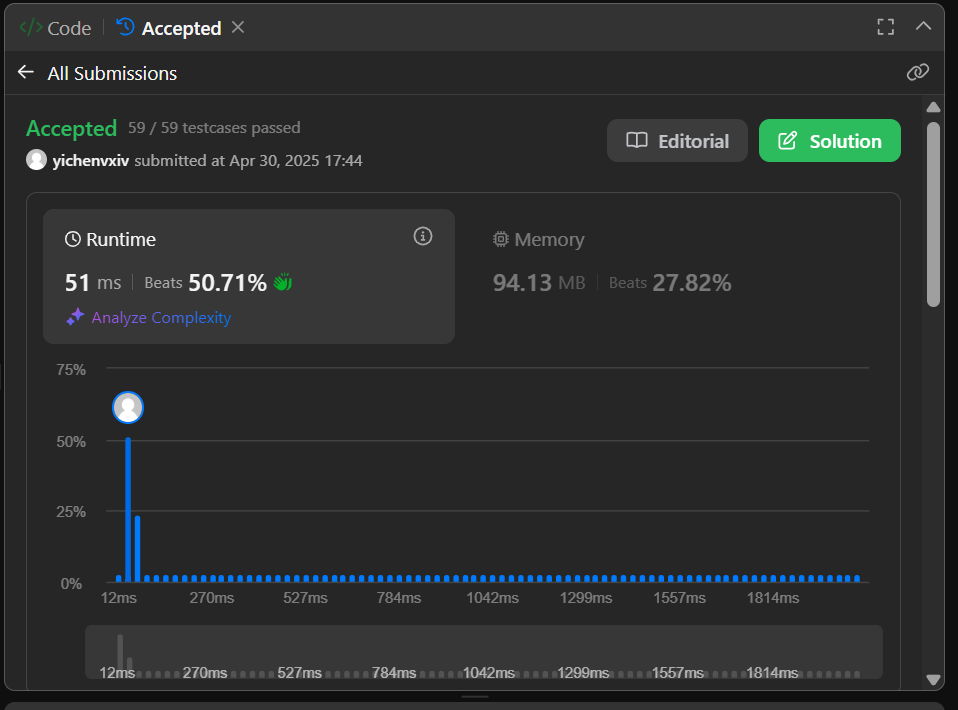 </> Code Accepted
All Submissions
Accepted 59 / 59 testcases passed
yichenvxiv submitted at Apr 30, 2025 17:44
Editorial
Solution
Runtime
51 ms Beats 50.71%
Analyze Complexity
Memory
94.13 MB Beats 27.82%
75%
50%
25%
0%
12ms 270ms 527ms 784ms 1042ms 1299ms 1557ms 1814ms
12ms 270ms 527ms 784ms 1042ms 1299ms 1557ms 1814ms